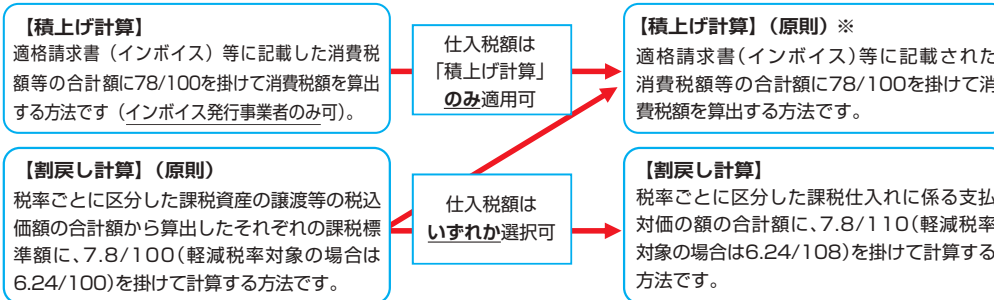 【積上げ計算】
適格請求書（インボイス）等に記載した消費税
額等の合計額に78/100を掛けて消費税額を算出
する方法です（インボイス発行事業者のみ可）。
仕入税額は
「積上げ計算」
のみ適用可
【積上げ計算】（原則）※
適格請求書（インボイス）等に記載された
消費税額等の合計額に78/100を掛けて消
費税額を算出する方法です。
【割戻し計算】（原則）
税率ごとに区分した課税資産の譲渡等の税込
価額の合計額から算出したそれぞれの課税標
準額に、7.8/100（軽減税率対象の場合は
6.24/100）を掛けて計算する方法です。
仕入税額は
いずれか選択可
【割戻し計算】
税率ごとに区分した課税仕入れに係る支払
対価の額の合計額に、7.8/110（軽減税率
対象の場合は6.24/108）を掛けて計算する
方法です。